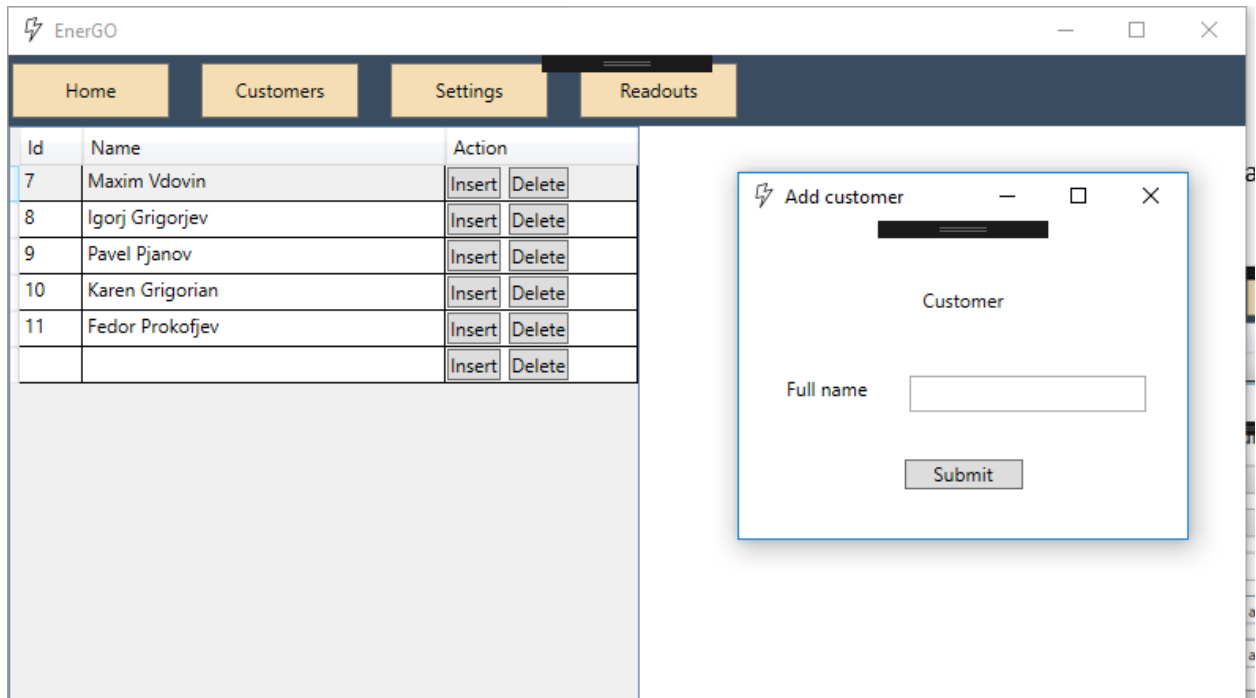 EnerGO
Home Customers Settings Readouts
Id Name Action
7 Maxim Vdovin Insert Delete
8 Igorj Grigorjev Insert Delete
9 Pavel Pjanov Insert Delete
10 Karen Grigorian Insert Delete
11 Fedor Prokofjev Insert Delete
Insert Delete
Add customer
Customer
Full name
Submit